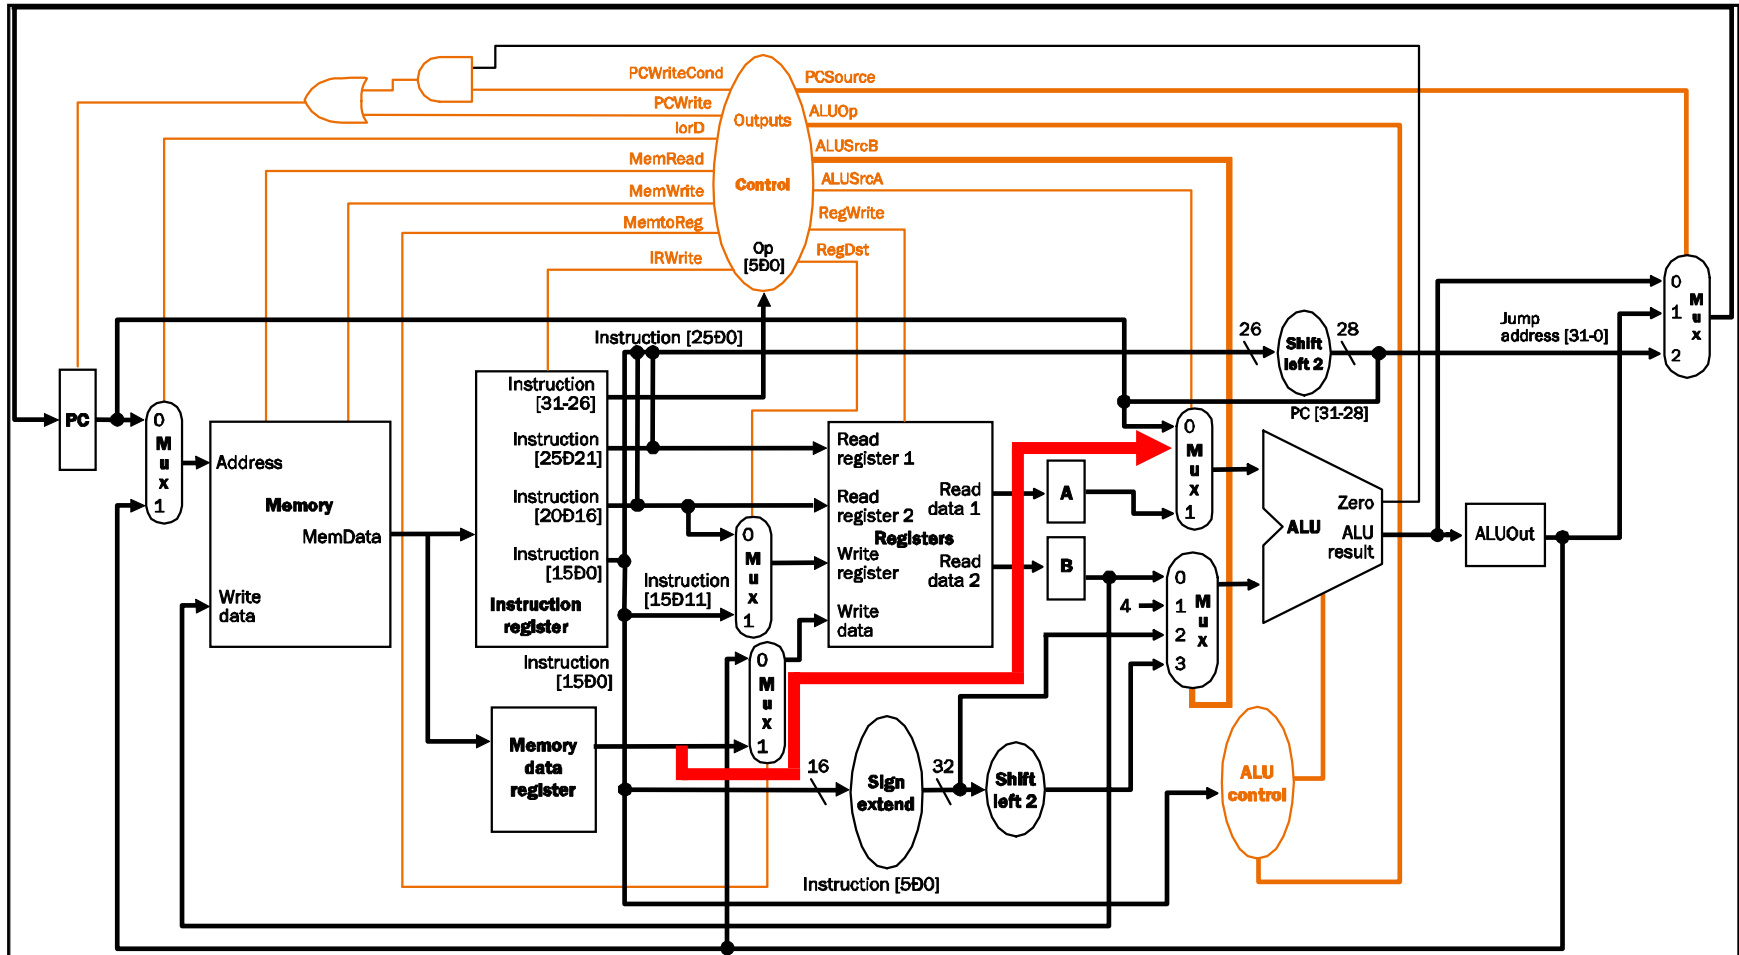 PCWriteCond
PCSource
PCWrite
ALUOp
IorD
Outputs
ALUSrcB
MemRead
ALUSrcA
Control
MemWrite
RegWrite
MemtoReg
RegDst
IRWrite
Op
[5Ð0]
0
M
u
x
1
2
Jump
address [31-0]
26
28
Shift
left 2
Instruction [25Ð0]
PC [31-28]
PC
0
M
u
x
1
Address
Memory
MemData
Write
data
Instruction
[31-26]
Instruction
[25Ð21]
Instruction
[20Ð16]
Instruction
[15Ð0]
Instruction
register
Instruction
[15Ð11]
Instruction
[15Ð0]
0
M
u
x
1
0
M
u
x
1
Read
register 1
Read
register 2
Registers
Write
register
Write
data
Read
data 1
Read
data 2
A
B
0
M
u
x
1
4
0
1
2
3
M
u
x
Zero
ALU
ALU
result
ALUOut
Memory
data
register
16
Sign
extend
32
Shift
left 2
ALU
control
Instruction [5Ð0]